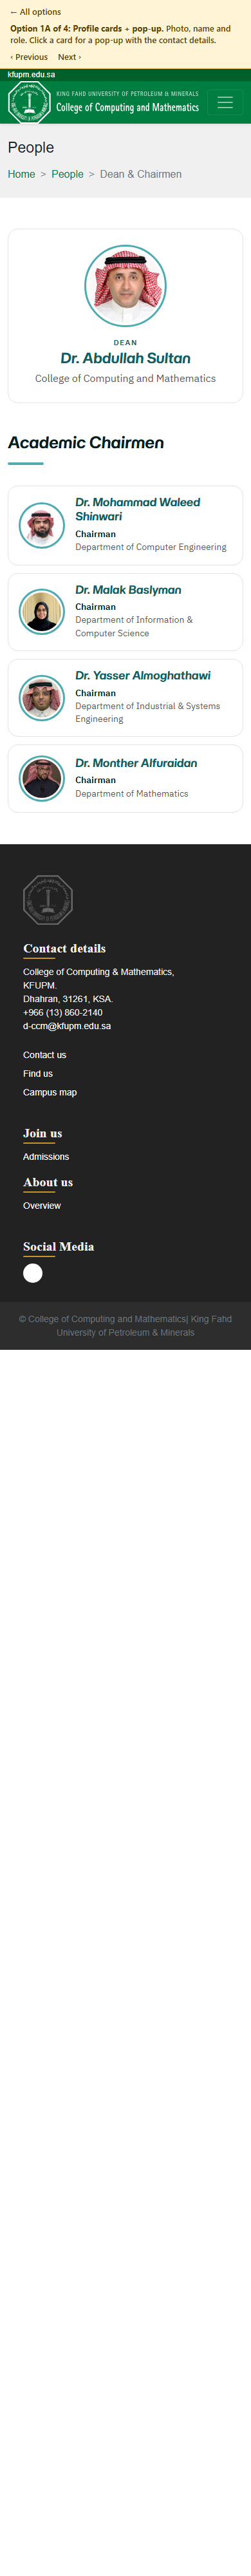 ← All options
Option 1A of 4: Profile cards + pop-up. Photo, name and
role. Click a card for a pop-up with the contact details.
‹ Previous Next ›
kfupm.edu.sa
KING FAHD UNIVERSITY OF PETROLEUM & MINERALS
College of Computing and Mathematics
People
Home > People > Dean & Chairmen
DEAN
Dr. Abdullah Sultan
College of Computing and Mathematics
Academic Chairmen
Dr. Mohammad Waleed
Shinwari
Chairman
Department of Computer Engineering
Dr. Malak Baslyman
Chairman
Department of Information &
Computer Science
Dr. Yasser Almoghathawi
Chairman
Department of Industrial & Systems
Engineering
Dr. Monther Alfuraidan
Chairman
Department of Mathematics
Contact details
College of Computing & Mathematics,
KFUPM.
Dhahran, 31261, KSA.
+966 (13) 860-2140
d-ccm@kfupm.edu.sa
Contact us
Find us
Campus map
Join us
Admissions
About us
Overview
Social Media
© College of Computing and Mathematics| King Fahd
University of Petroleum & Minerals